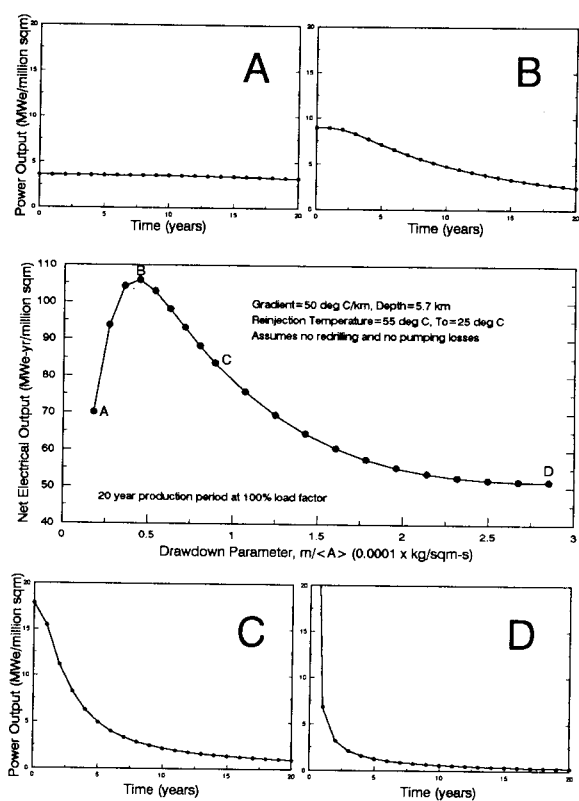 Power Output (MWe/million sqm)
20
15
10
5
0
A
0 5 10 15 20
Time (years)
20
15
10
5
0
B
0 5 10 15 20
Time (years)
Net Electrical Output (MWe-yr/million sqm)
110
100
90
80
70
60
50
40
B
Gradient=50 deg C/km, Depth=5.7 km
Reinjection Temperature=55 deg C, To=25 deg C
Assumes no redrilling and no pumping losses
C
A
D
20 year production period at 100% load factor
0 0.5 1 1.5 2 2.5 3
Drawdown Parameter, m/<A> (0.0001 x kg/sqm-s)
Power Output (MWe/million sqm)
20
15
10
5
0
C
0 5 10 15 20
Time (years)
20
15
10
5
0
D
0 5 10 15 20
Time (years)